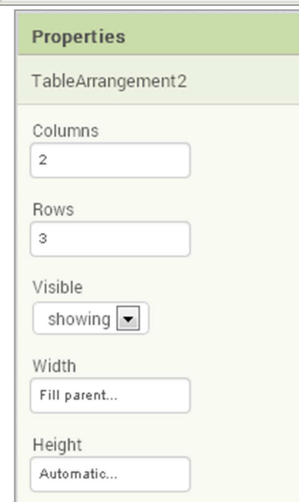 Properties
TableArrangement2
Columns
2
Rows
3
Visible
showing
Width
Fill parent...
Height
Automatic...